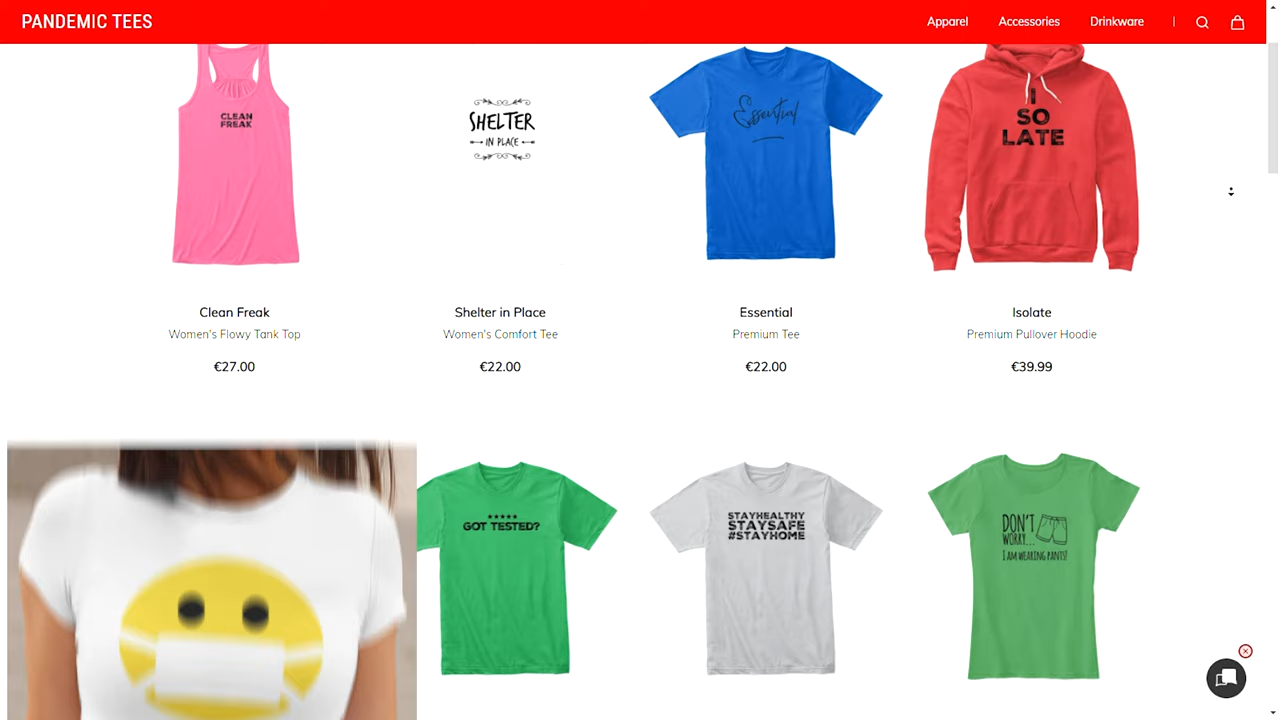 PANDEMIC TEES
Apparel
Accessories
Drinkware
CLEAN
FREAK
SHELTER
IN PLACE
Essential
I
SO
LATE
Clean Freak
Women's Flowy Tank Top
€27.00
Shelter in Place
Women's Comfort Tee
€22.00
Essential
Premium Tee
€22.00
Isolate
Premium Pullover Hoodie
€39.99
GOT TESTED?
STAYHEALTHY
STAYSAFE
#STAYHOME
DON'T
WORRY...
I AM WEARING PANTS!